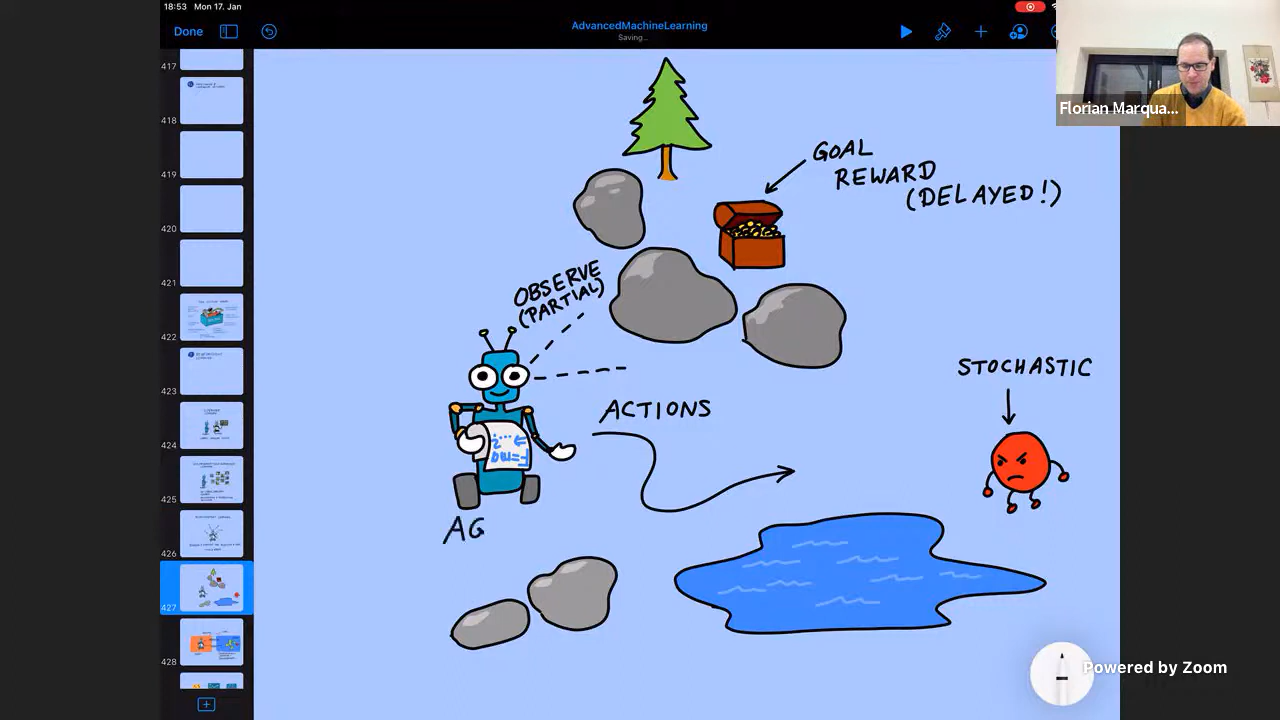 18:53 Mon 17. Jan
Done
AdvancedMachineLearning
Saving...
Florian Marqua...
GOAL
REWARD
(DELAYED!)
OBSERVE
(PARTIAL)
STOCHASTIC
ACTIONS
AG
417
418
419
420
421
422
423
424
425
426
427
428
Powered by Zoom